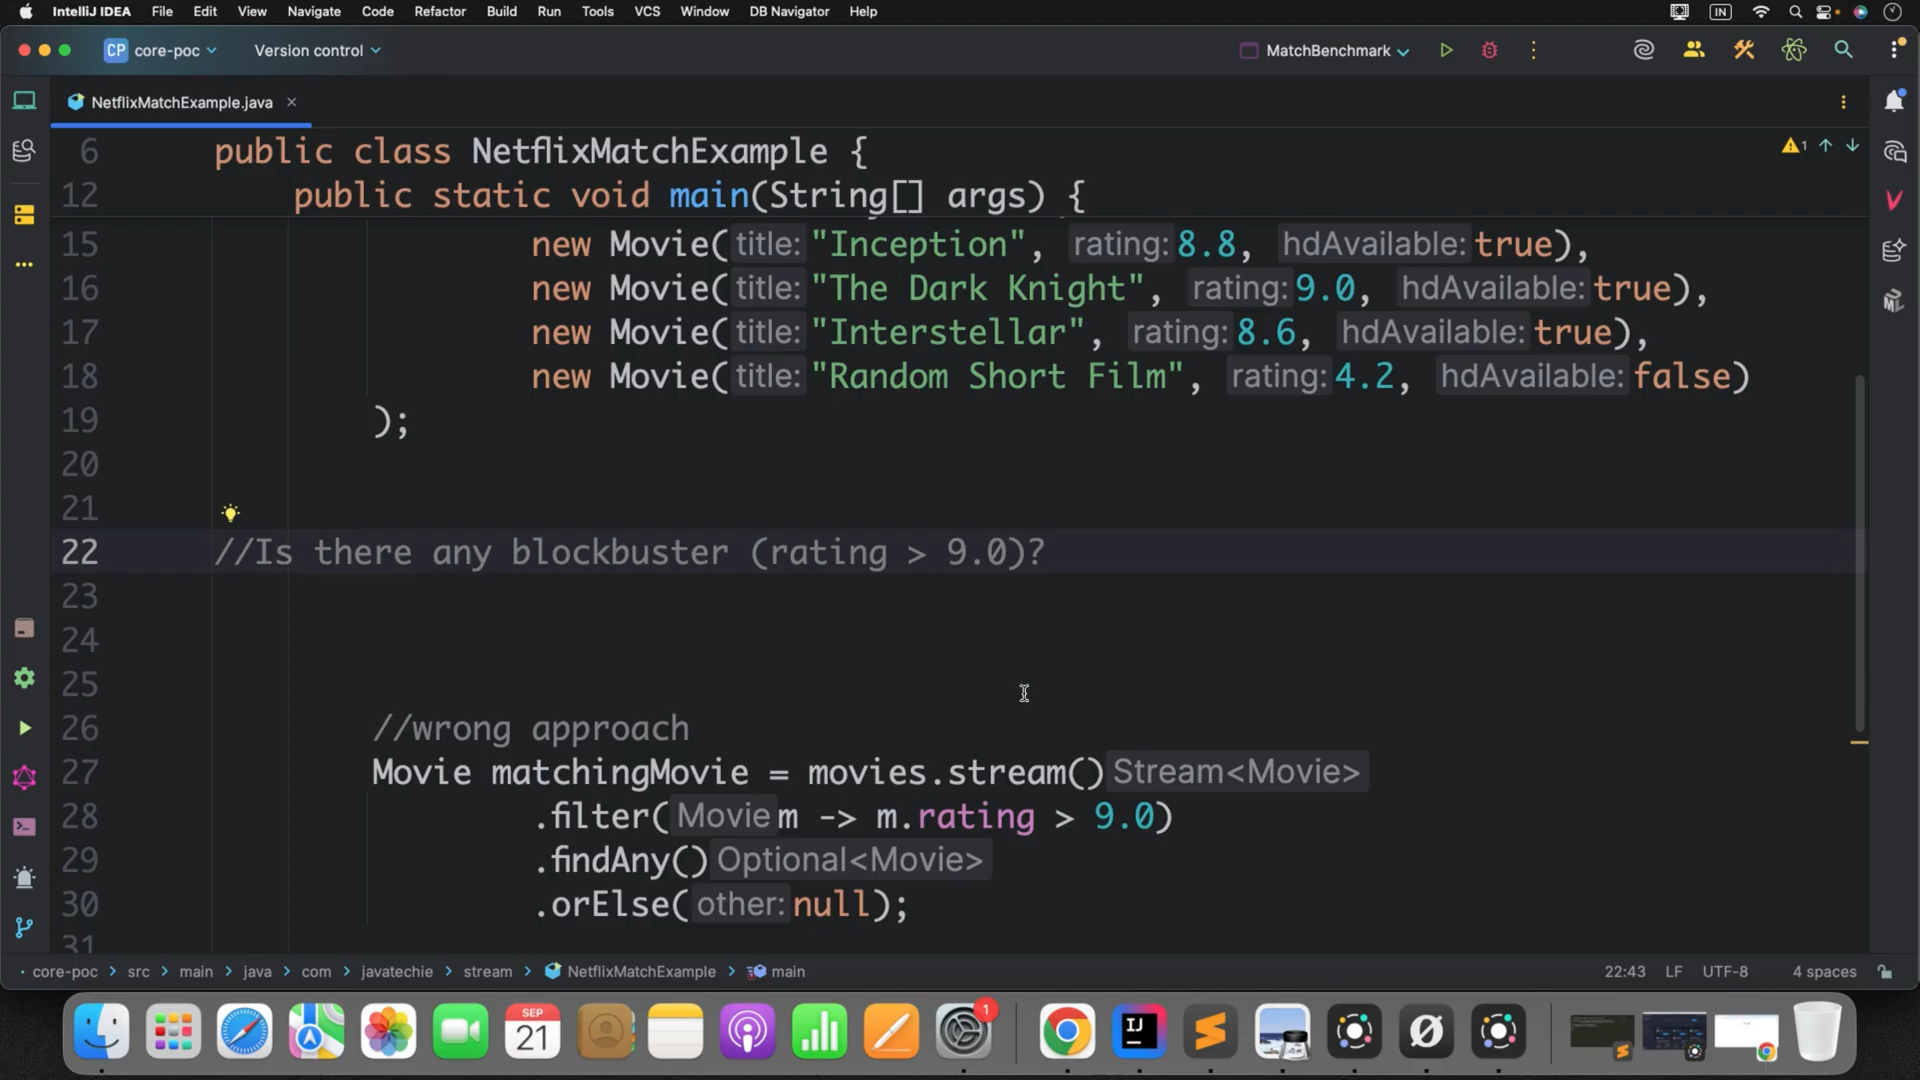 IntelliJ IDEA File Edit View Navigate Code Refactor Build Run Tools VCS Window DB Navigator Help IN
CP core-poc Version control MatchBenchmark
NetflixMatchExample.java
6 public class NetflixMatchExample { 1
12 public static void main(String[] args) {
15 new Movie( title: "Inception", rating: 8.8, hdAvailable: true),
16 new Movie( title: "The Dark Knight", rating: 9.0, hdAvailable: true),
17 new Movie( title: "Interstellar", rating: 8.6, hdAvailable: true),
18 new Movie( title: "Random Short Film", rating: 4.2, hdAvailable: false)
19 );
20
21
22 //Is there any blockbuster (rating > 9.0)?
23
24
25
26 //wrong approach
27 Movie matchingMovie = movies.stream() Stream<Movie>
28 .filter( Movie m -> m.rating > 9.0)
29 .findAny() Optional<Movie>
30 .orElse( other: null);
31
core-poc > src > main > java > com > javatechie > stream > NetflixMatchExample > main 22:43 LF UTF-8 4 spaces
SEP
21
1
IJ